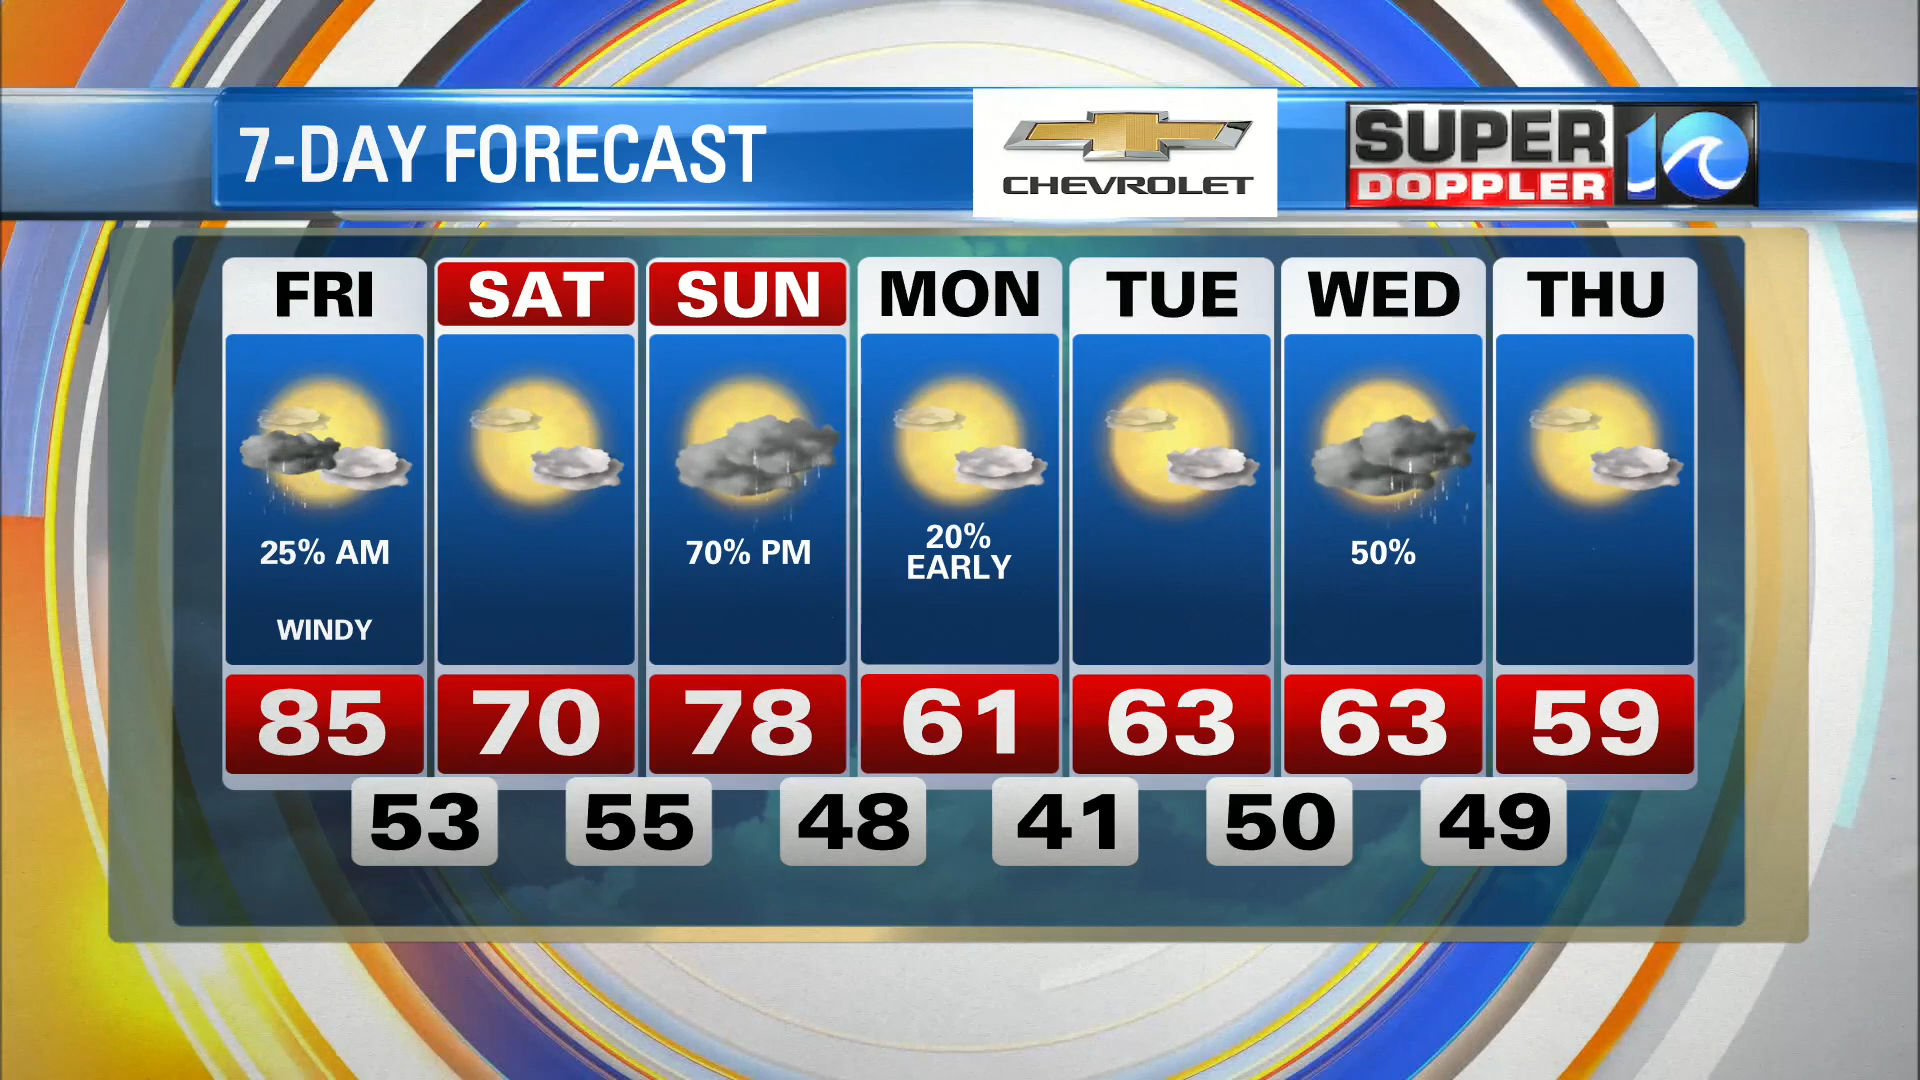 7-DAY FORECAST
CHEVROLET
SUPER
DOPPLER
10
FRI SAT SUN MON TUE WED THU
25% AM
70% PM
20%
EARLY
50%
WINDY
85 70 78 61 63 63 59
53 55 48 41 50 49